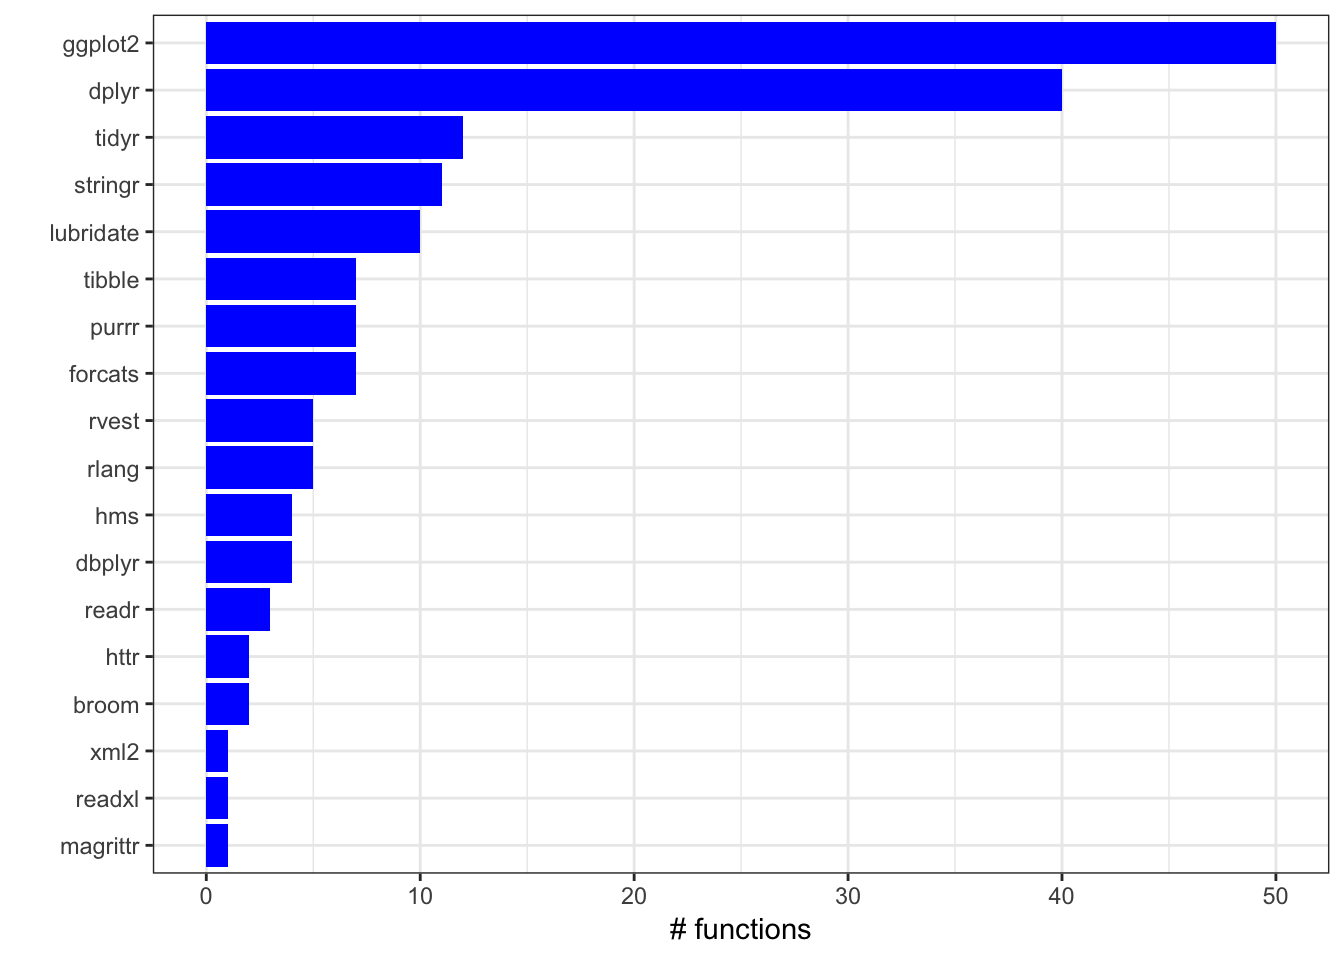 ggplot2
dplyr
tidyr
stringr
lubridate
tibble
purrr
forcats
rvest
rlang
hms
dbplyr
readr
httr
broom
xml2
readxl
magrittr
0 10 20 30 40 50
# functions